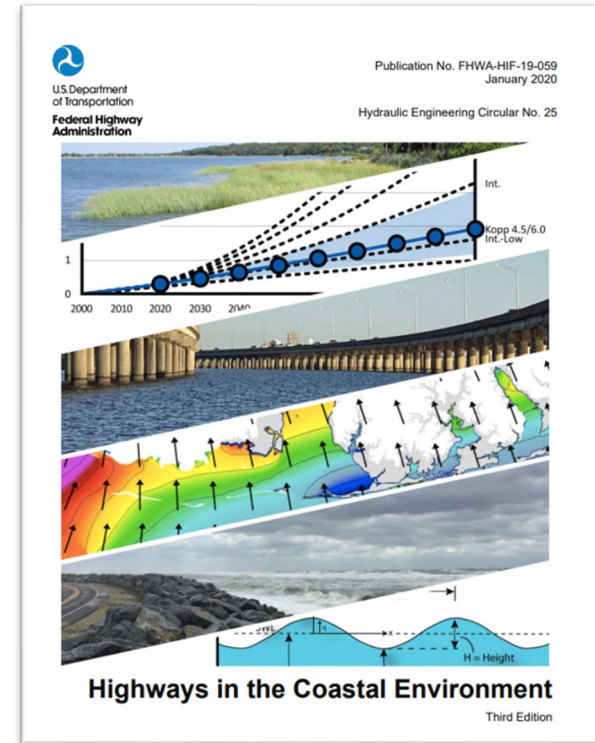 Publication No. FHWA-HIF-19-059
January 2020
U.S. Department
of Transportation
Federal Highway
Administration
Hydraulic Engineering Circular No. 25
Int.
Kopp 4.5/6.0
Int.-Low
1
0
2000 2010 2020 2030
x
H = Height
Highways in the Coastal Environment
Third Edition